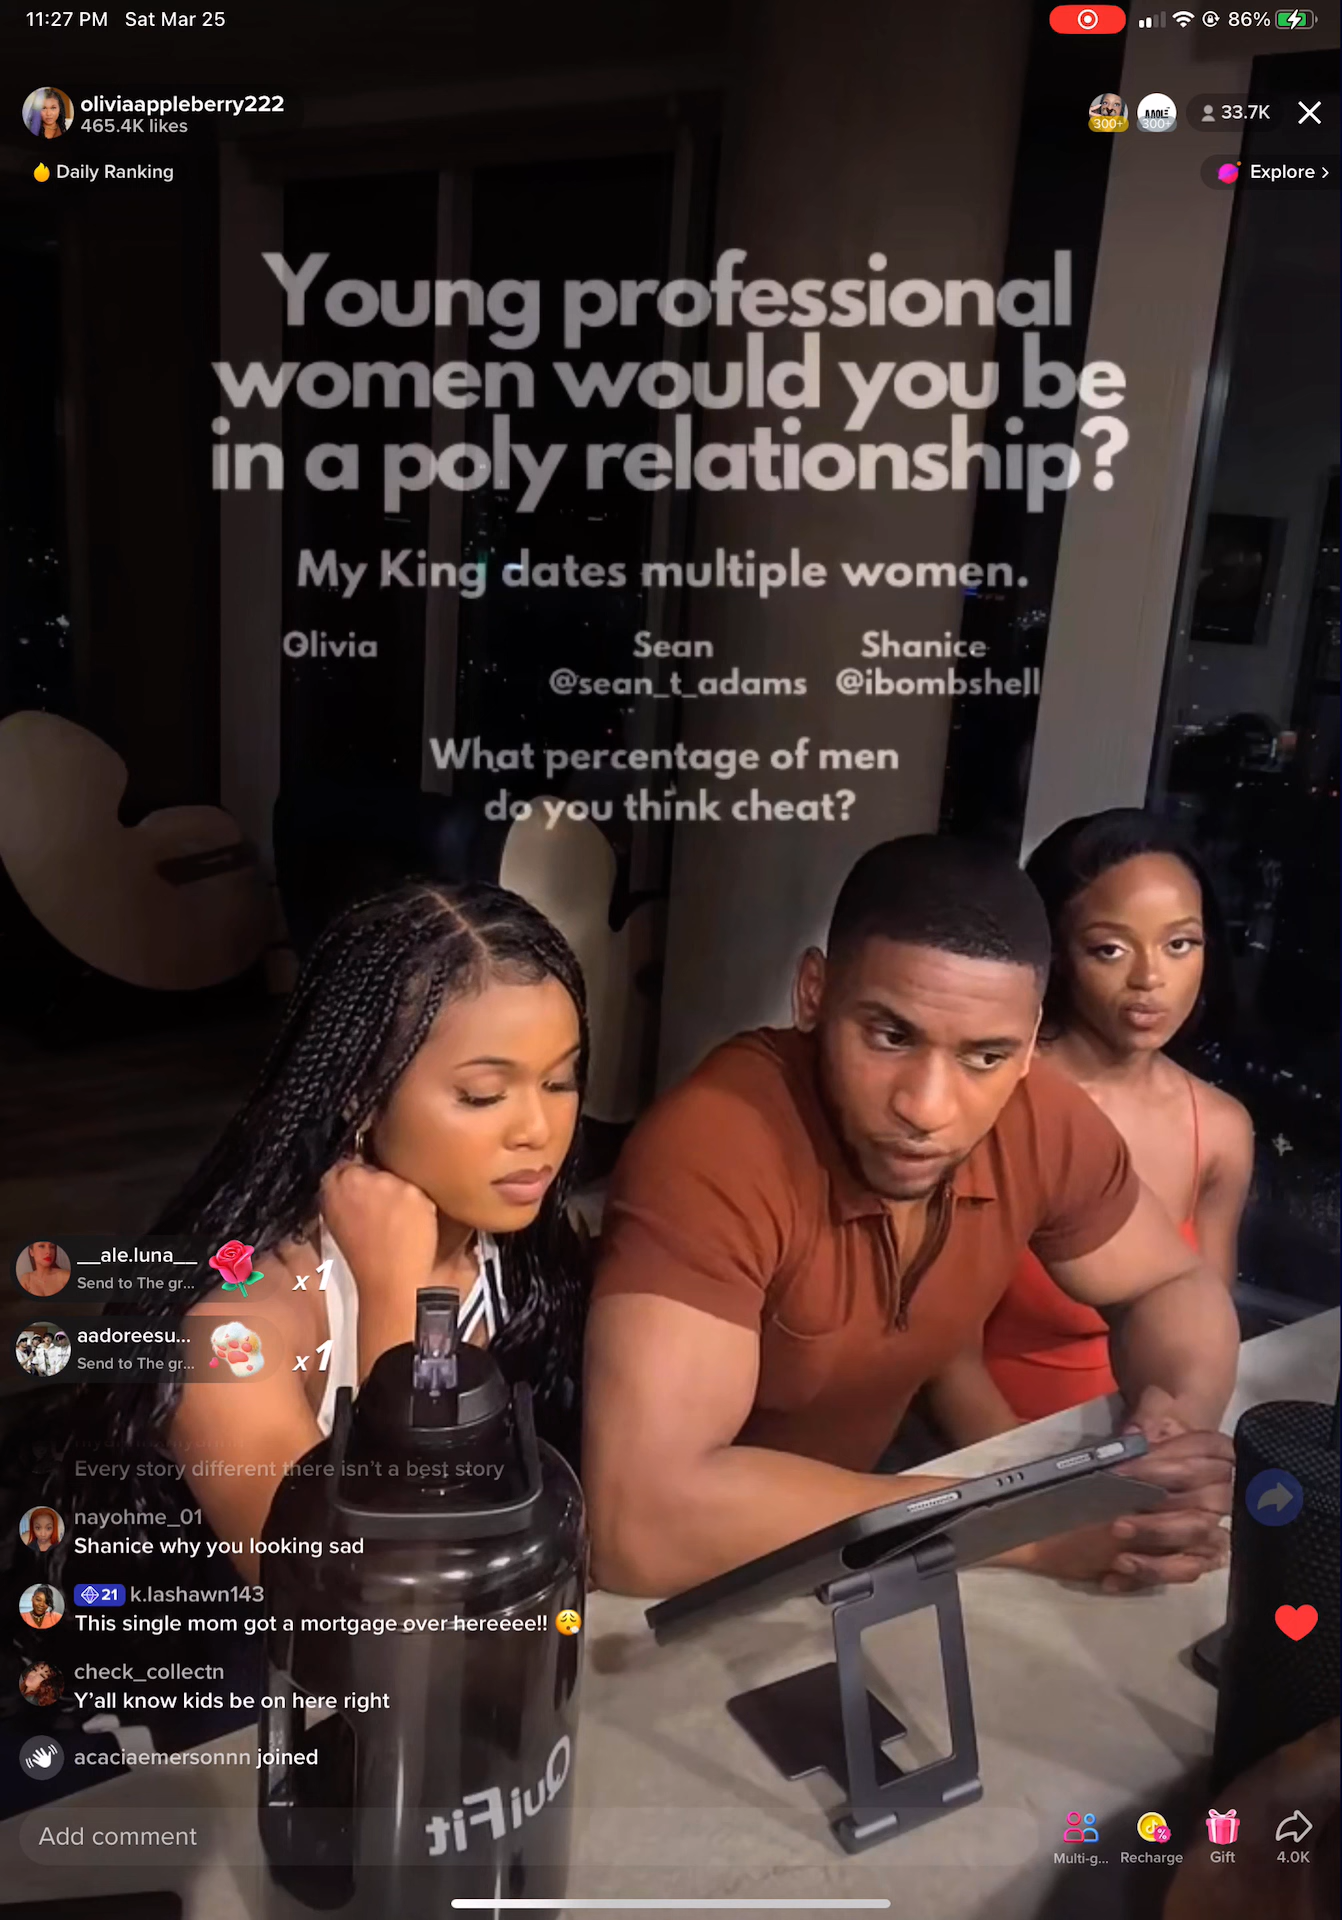 11:27 PM Sat Mar 25
86%
oliviaappleberry222
465.4K likes
300+
300+
33.7K
Daily Ranking
Explore >
Young professional
women would you be
in a poly relationship?
My King dates multiple women.
Olivia Sean Shanice
@sean_t_adams @ibombshell
What percentage of men
do you think cheat?
__ale.luna__
Send to The gr...
x1
aadoreesu...
Send to The gr...
x1
Every story different there isn't a best story
nayohme_01
Shanice why you looking sad
21 k.lashawn143
This single mom got a mortgage over hereeee!! 😮‍💨
check_collectn
Y'all know kids be on here right
acaciaemersonnn joined
QuiFit
Add comment
Multi-g...
Recharge
Gift
4.0K